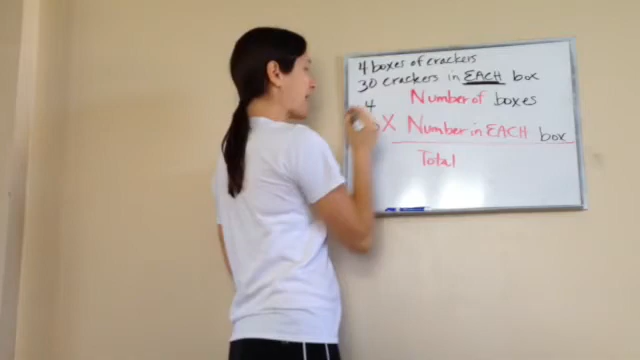 4 boxes of crackers
30 crackers in EACH box
4 Number of boxes
X Number in EACH box
Total